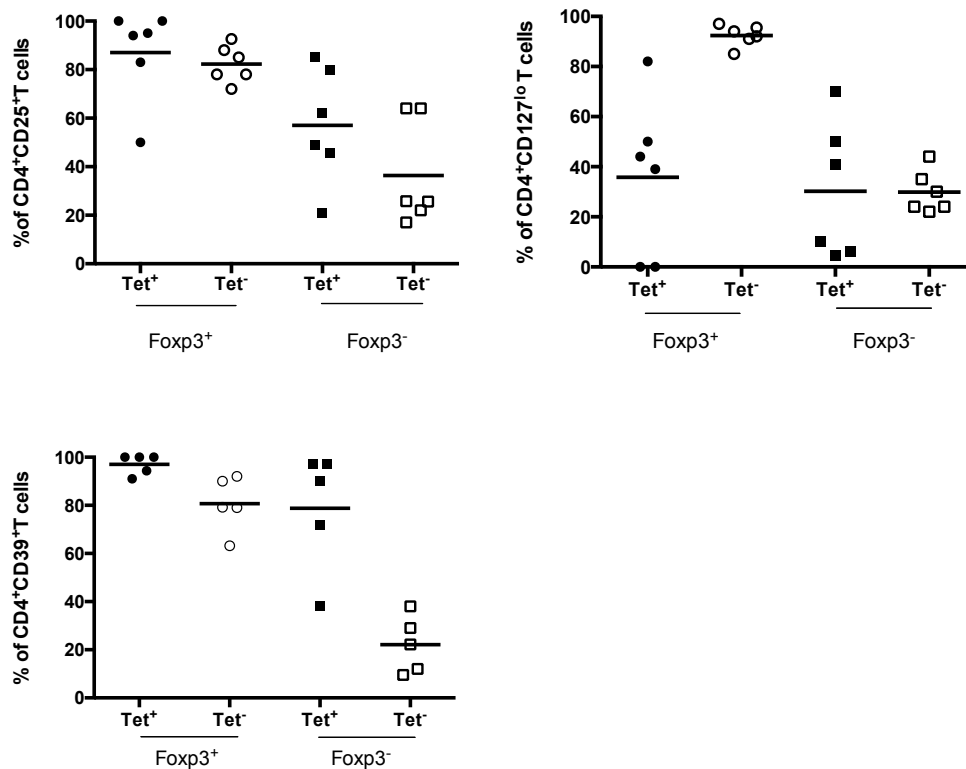 %of CD4⁺CD25⁺T cells
100
80
60
40
20
0
Tet⁺ Tet⁻ Tet⁺ Tet⁻
Foxp3⁺ Foxp3⁻
% of CD4⁺CD127ˡᵒ T cells
100
80
60
40
20
0
Tet⁺ Tet⁻ Tet⁺ Tet⁻
Foxp3⁺ Foxp3⁻
% of CD4⁺CD39⁺T cells
100
80
60
40
20
0
Tet⁺ Tet⁻ Tet⁺ Tet⁻
Foxp3⁺ Foxp3⁻